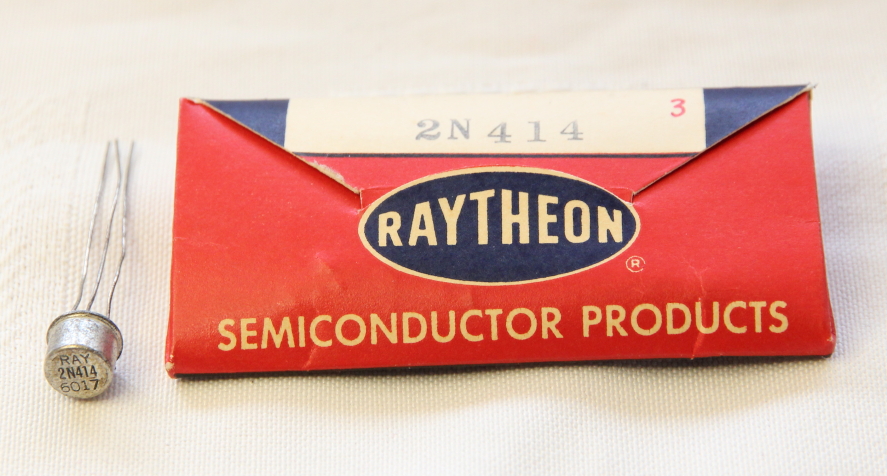 3
2N414
RAYTHEON
®
SEMICONDUCTOR PRODUCTS
RAY
2N414
6017